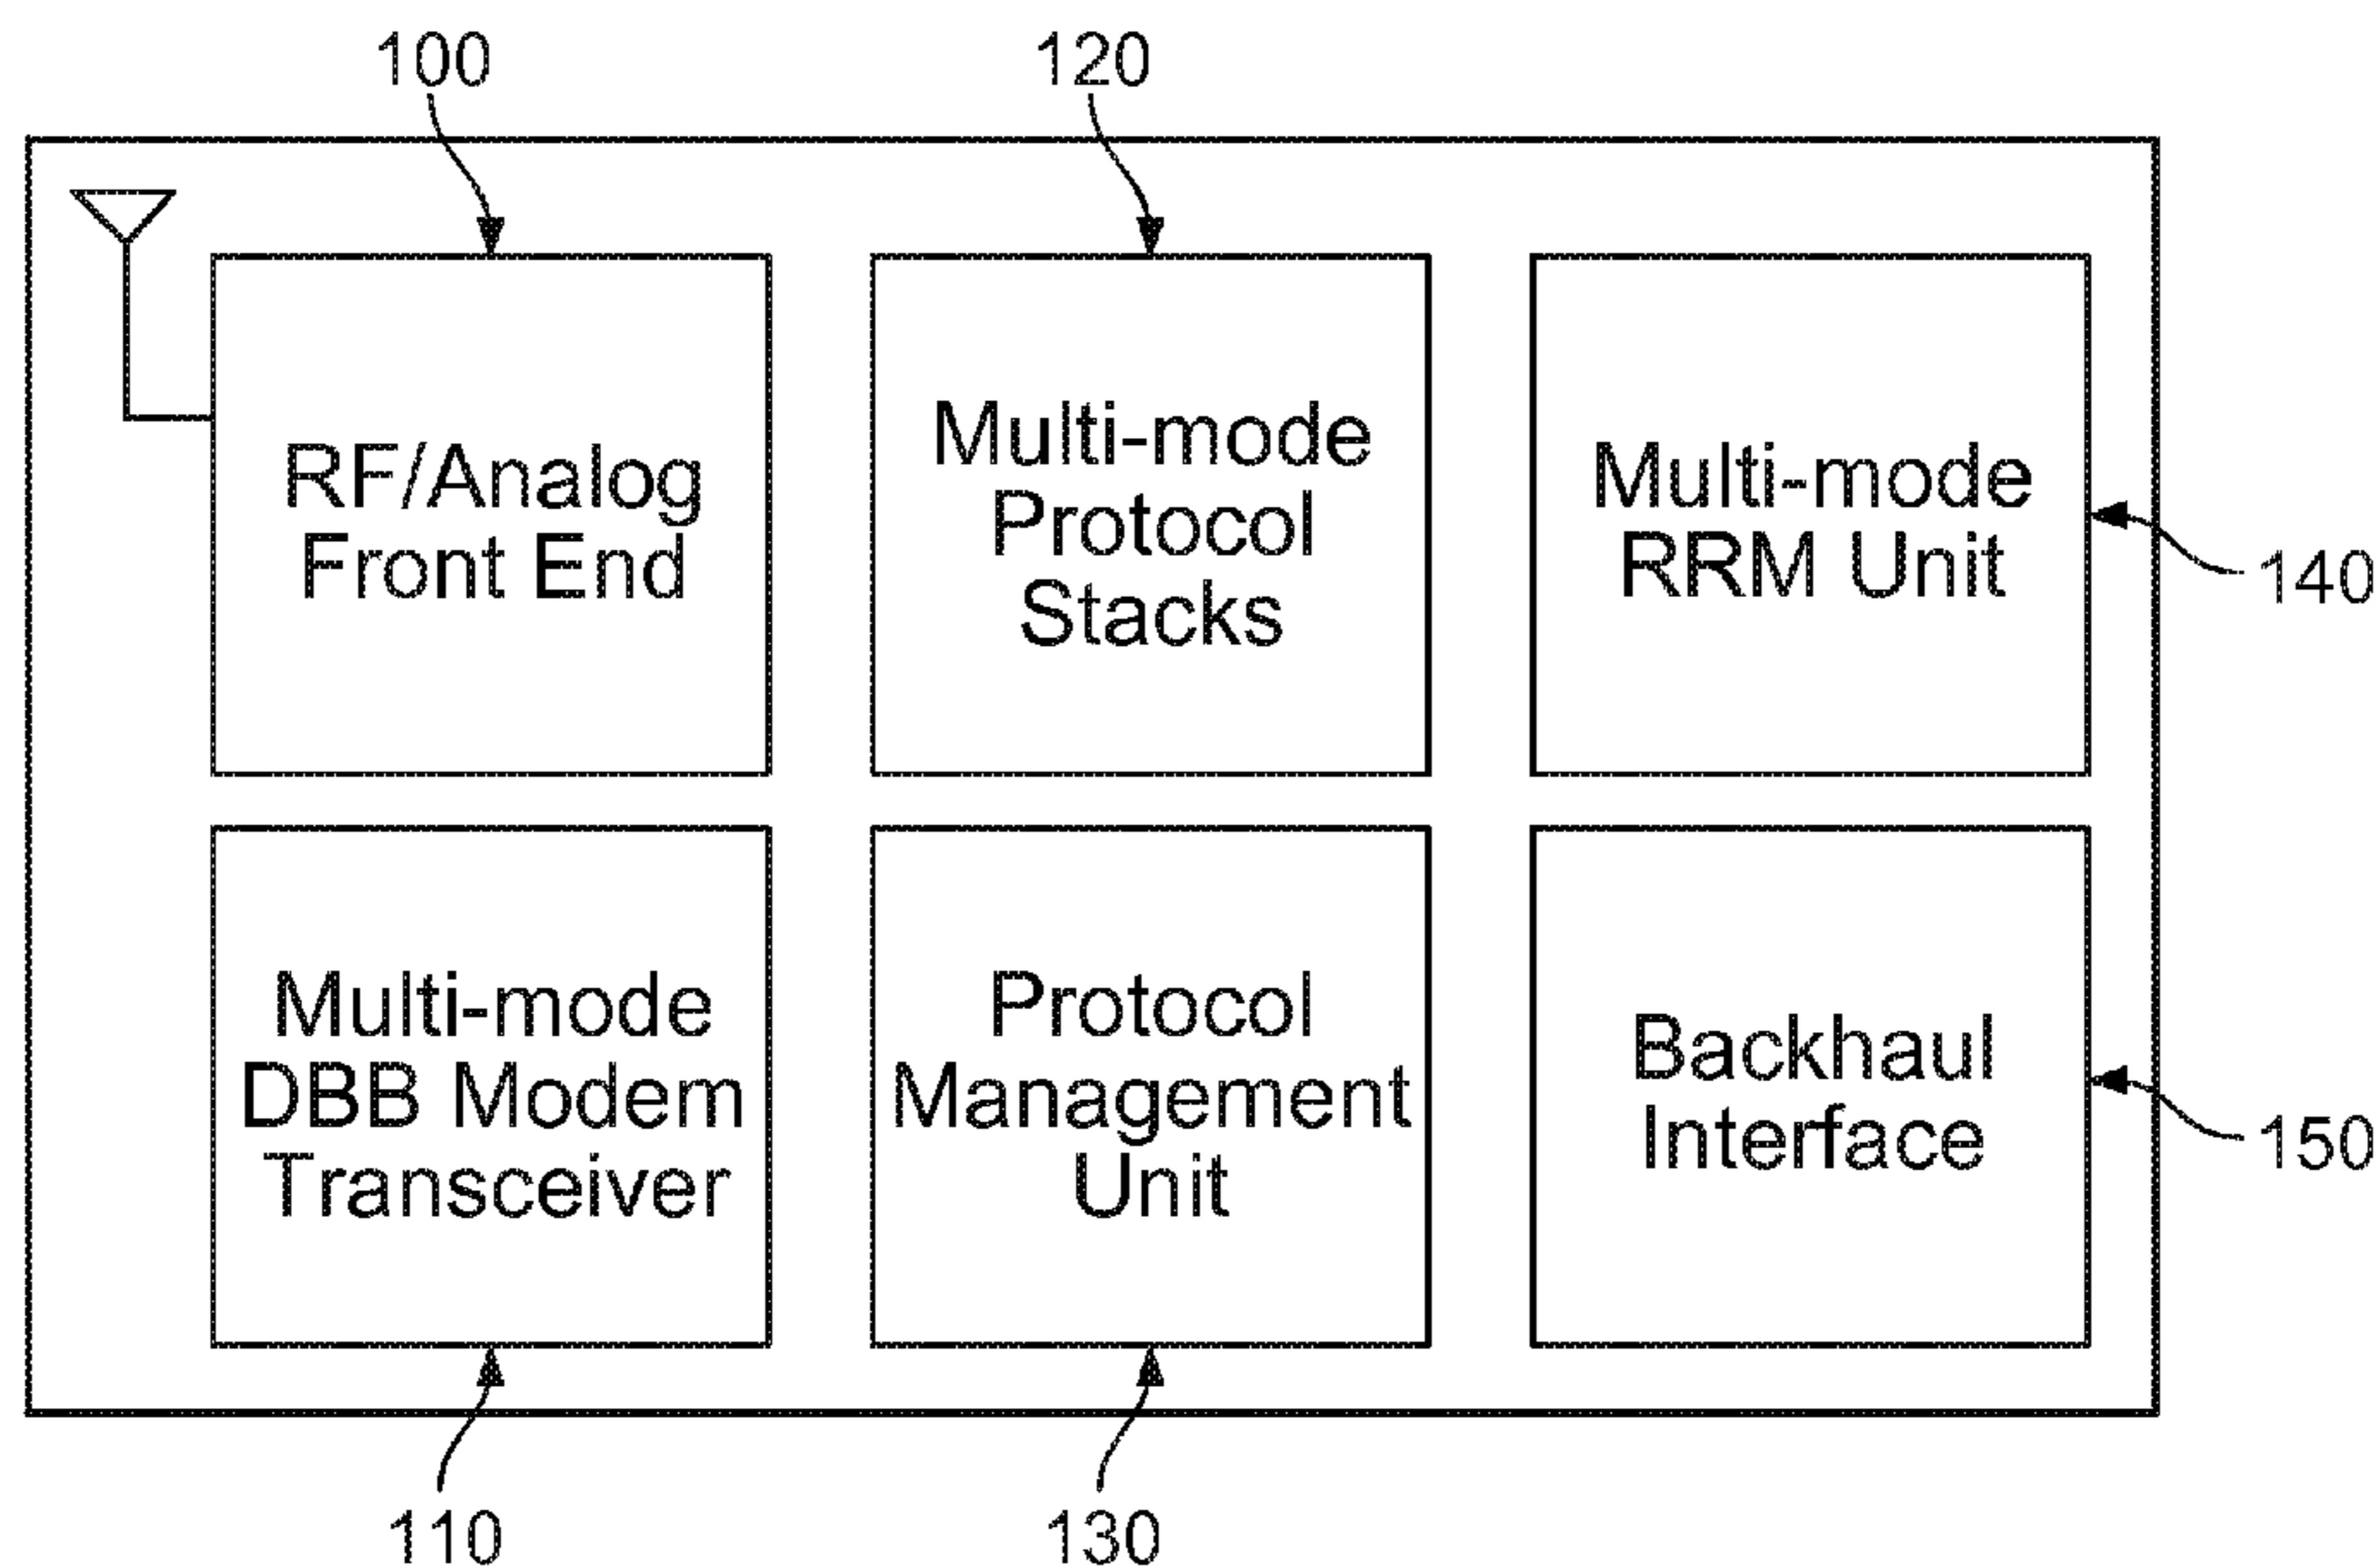 100
120
RF/Analog
Front End
Multi-mode
Protocol
Stacks
Multi-mode
RRM Unit
140
Multi-mode
DBB Modem
Transceiver
Protocol
Management
Unit
Backhaul
Interface
150
110
130